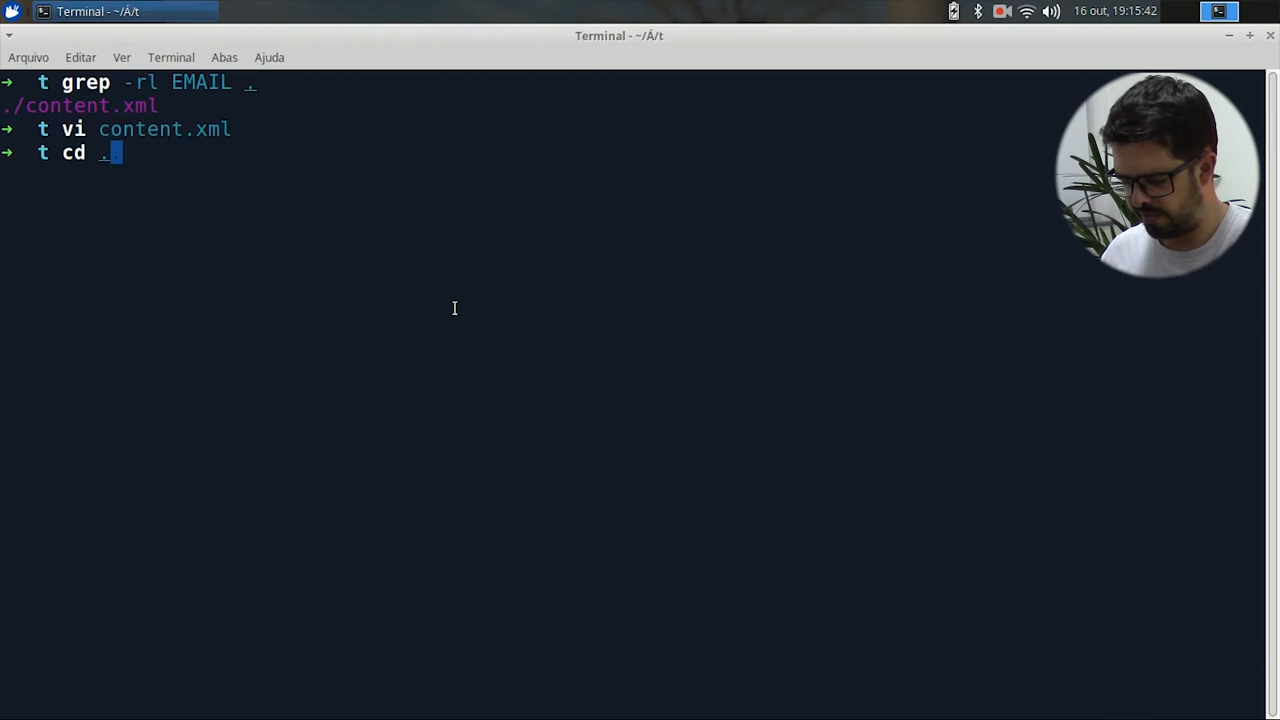 Terminal - ~/Á/t
16 out, 19:15:42
Terminal - ~/Á/t
Arquivo Editar Ver Terminal Abas Ajuda
➜ t grep -rl EMAIL .
./content.xml
➜ t vi content.xml
➜ t cd ..